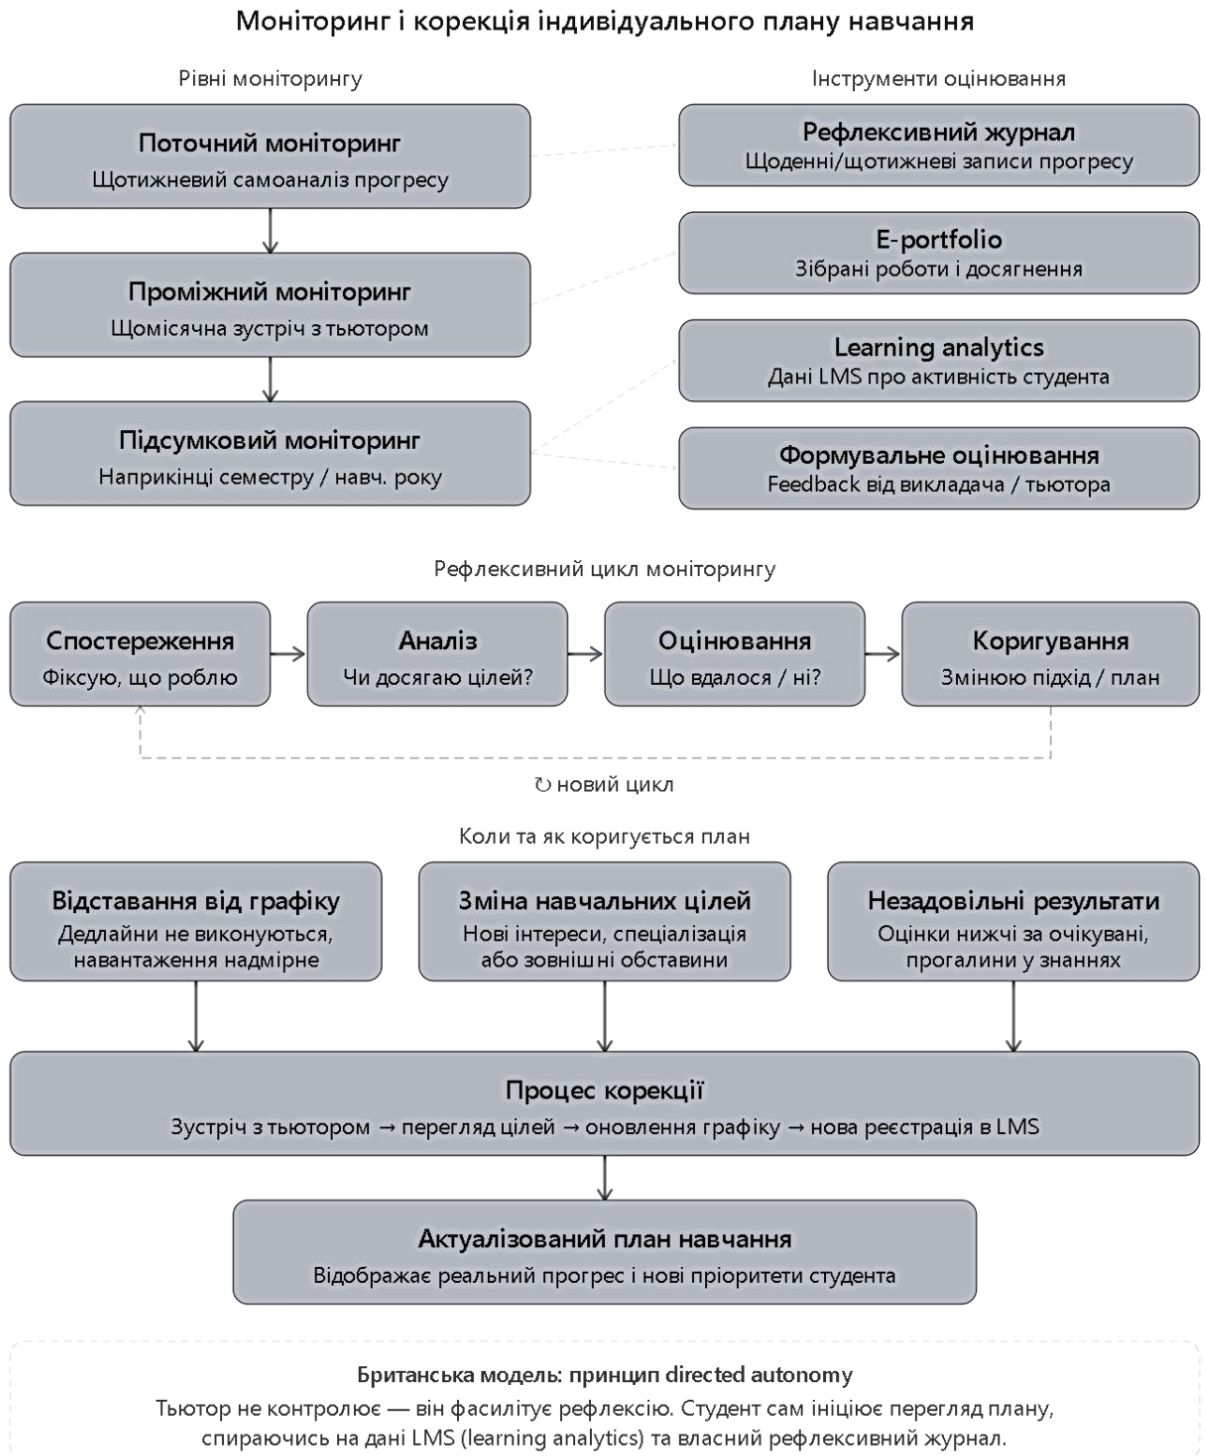 Моніторинг і корекція індивідуального плану навчання
Рівні моніторингу
Поточний моніторинг
Щотижневий самоаналіз прогресу
Проміжний моніторинг
Щомісячна зустріч з тьютором
Підсумковий моніторинг
Наприкінці семестру / навч. року
Інструменти оцінювання
Рефлексивний журнал
Щоденні/щотижневі записи прогресу
E-portfolio
Зібрані роботи і досягнення
Learning analytics
Дані LMS про активність студента
Формувальне оцінювання
Feedback від викладача / тьютора
Рефлексивний цикл моніторингу
Спостереження
Фіксую, що роблю
Аналіз
Чи досягаю цілей?
Оцінювання
Що вдалося / ні?
Коригування
Змінюю підхід / план
↻ новий цикл
Коли та як коригується план
Відставання від графіку
Дедлайни не виконуються,
навантаження надмірне
Зміна навчальних цілей
Нові інтереси, спеціалізація
або зовнішні обставини
Незадовільні результати
Оцінки нижчі за очікувані,
прогалини у знаннях
Процес корекції
Зустріч з тьютором → перегляд цілей → оновлення графіку → нова реєстрація в LMS
Актуалізований план навчання
Відображає реальний прогрес і нові пріоритети студента
Британська модель: принцип directed autonomy
Тьютор не контролює — він фасилітує рефлексію. Студент сам ініціює перегляд плану,
спираючись на дані LMS (learning analytics) та власний рефлексивний журнал.